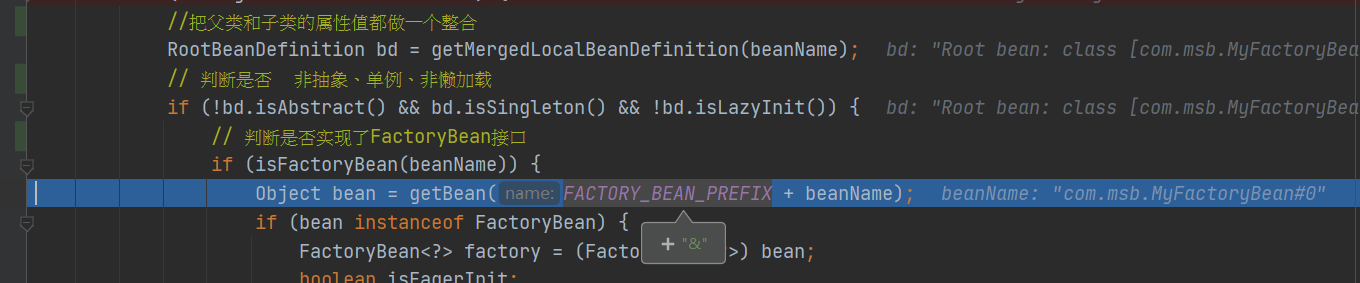 //把父类和子类的属性值都做一个整合
RootBeanDefinition bd = getMergedLocalBeanDefinition(beanName); bd: "Root bean: class [com.msb.MyFactoryBea
// 判断是否 非抽象、单例、非懒加载
if (!bd.isAbstract() && bd.isSingleton() && !bd.isLazyInit()) { bd: "Root bean: class [com.msb.MyFactoryBea
// 判断是否实现了FactoryBean接口
if (isFactoryBean(beanName)) {
Object bean = getBean( name: FACTORY_BEAN_PREFIX + beanName); beanName: "com.msb.MyFactoryBean#0"
if (bean instanceof FactoryBean) {
+ "&"
FactoryBean<?> factory = (Facto >) bean;
boolean isEagerInit;